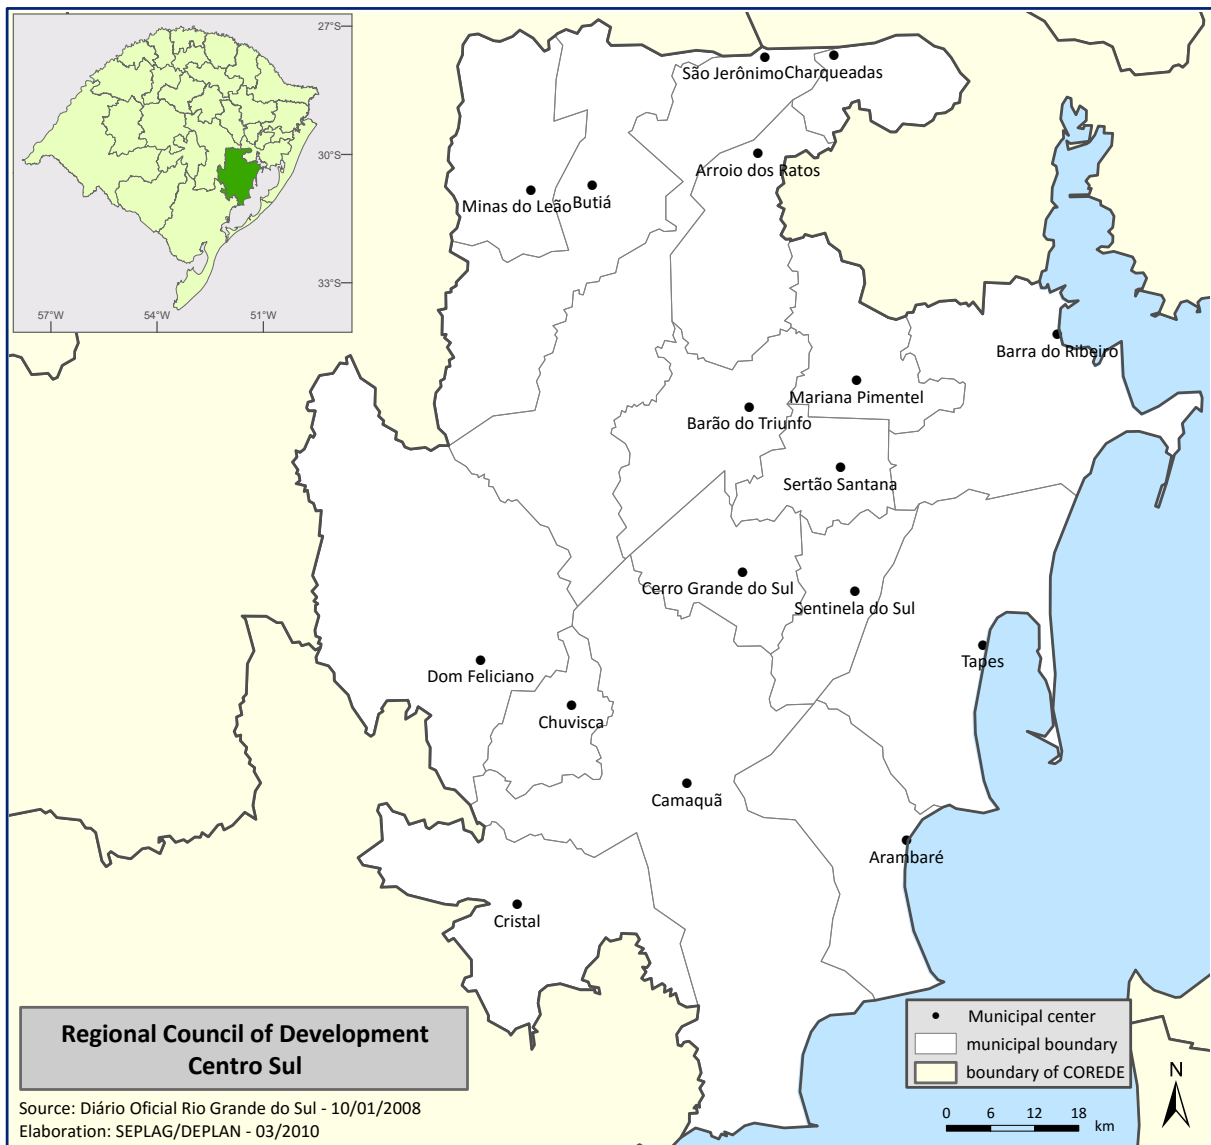 27°S
30°S
33°S
57°W
54°W
51°W
São Jerônimo
Charqueadas
Arroio dos Ratos
Minas do Leão
Butiá
Barra do Ribeiro
Mariana Pimentel
Barão do Triunfo
Sertão Santana
Cerro Grande do Sul
Sentinela do Sul
Tapes
Dom Feliciano
Chuvisca
Camaquã
Arambaré
Cristal
Regional Council of Development
Centro Sul
Source: Diário Oficial Rio Grande do Sul - 10/01/2008
Elaboration: SEPLAG/DEPLAN - 03/2010
Municipal center
municipal boundary
boundary of COREDE
0 6 12 18
km
N